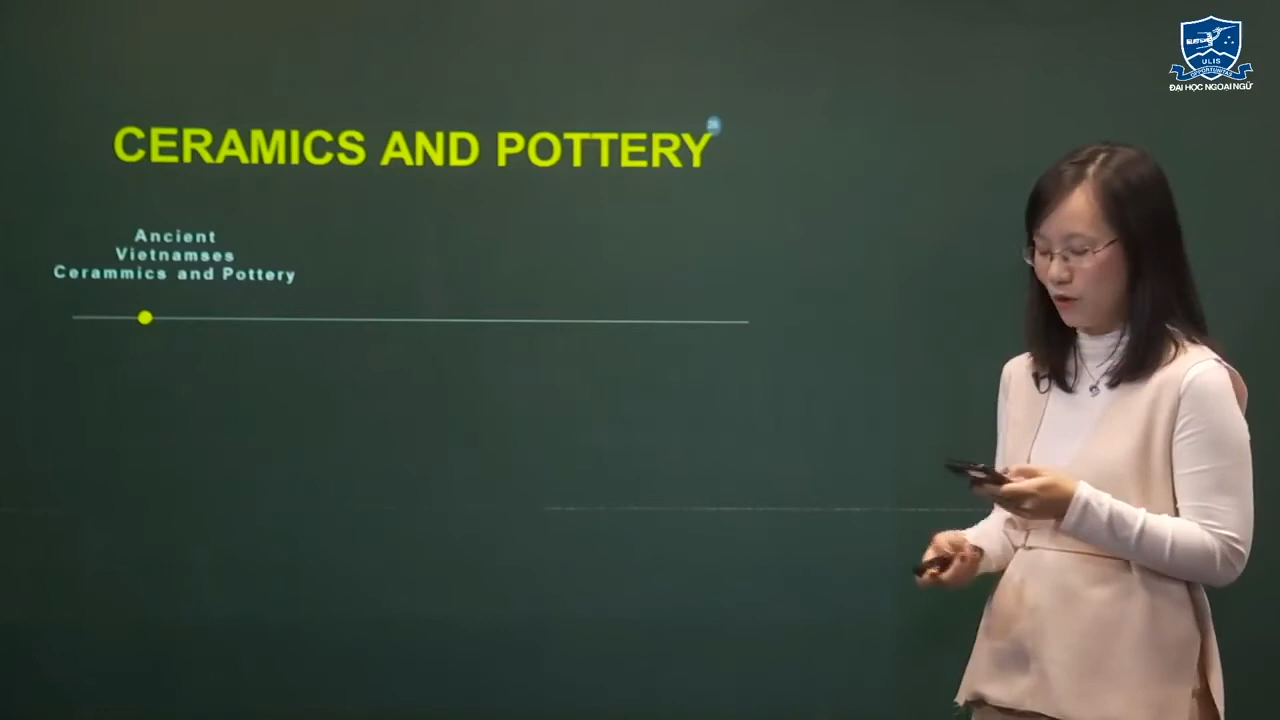 CERAMICS AND POTTERY
Ancient
Vietnamses
Cerammics and Pottery
ULIS
ĐẠI HỌC NGOẠI NGỮ